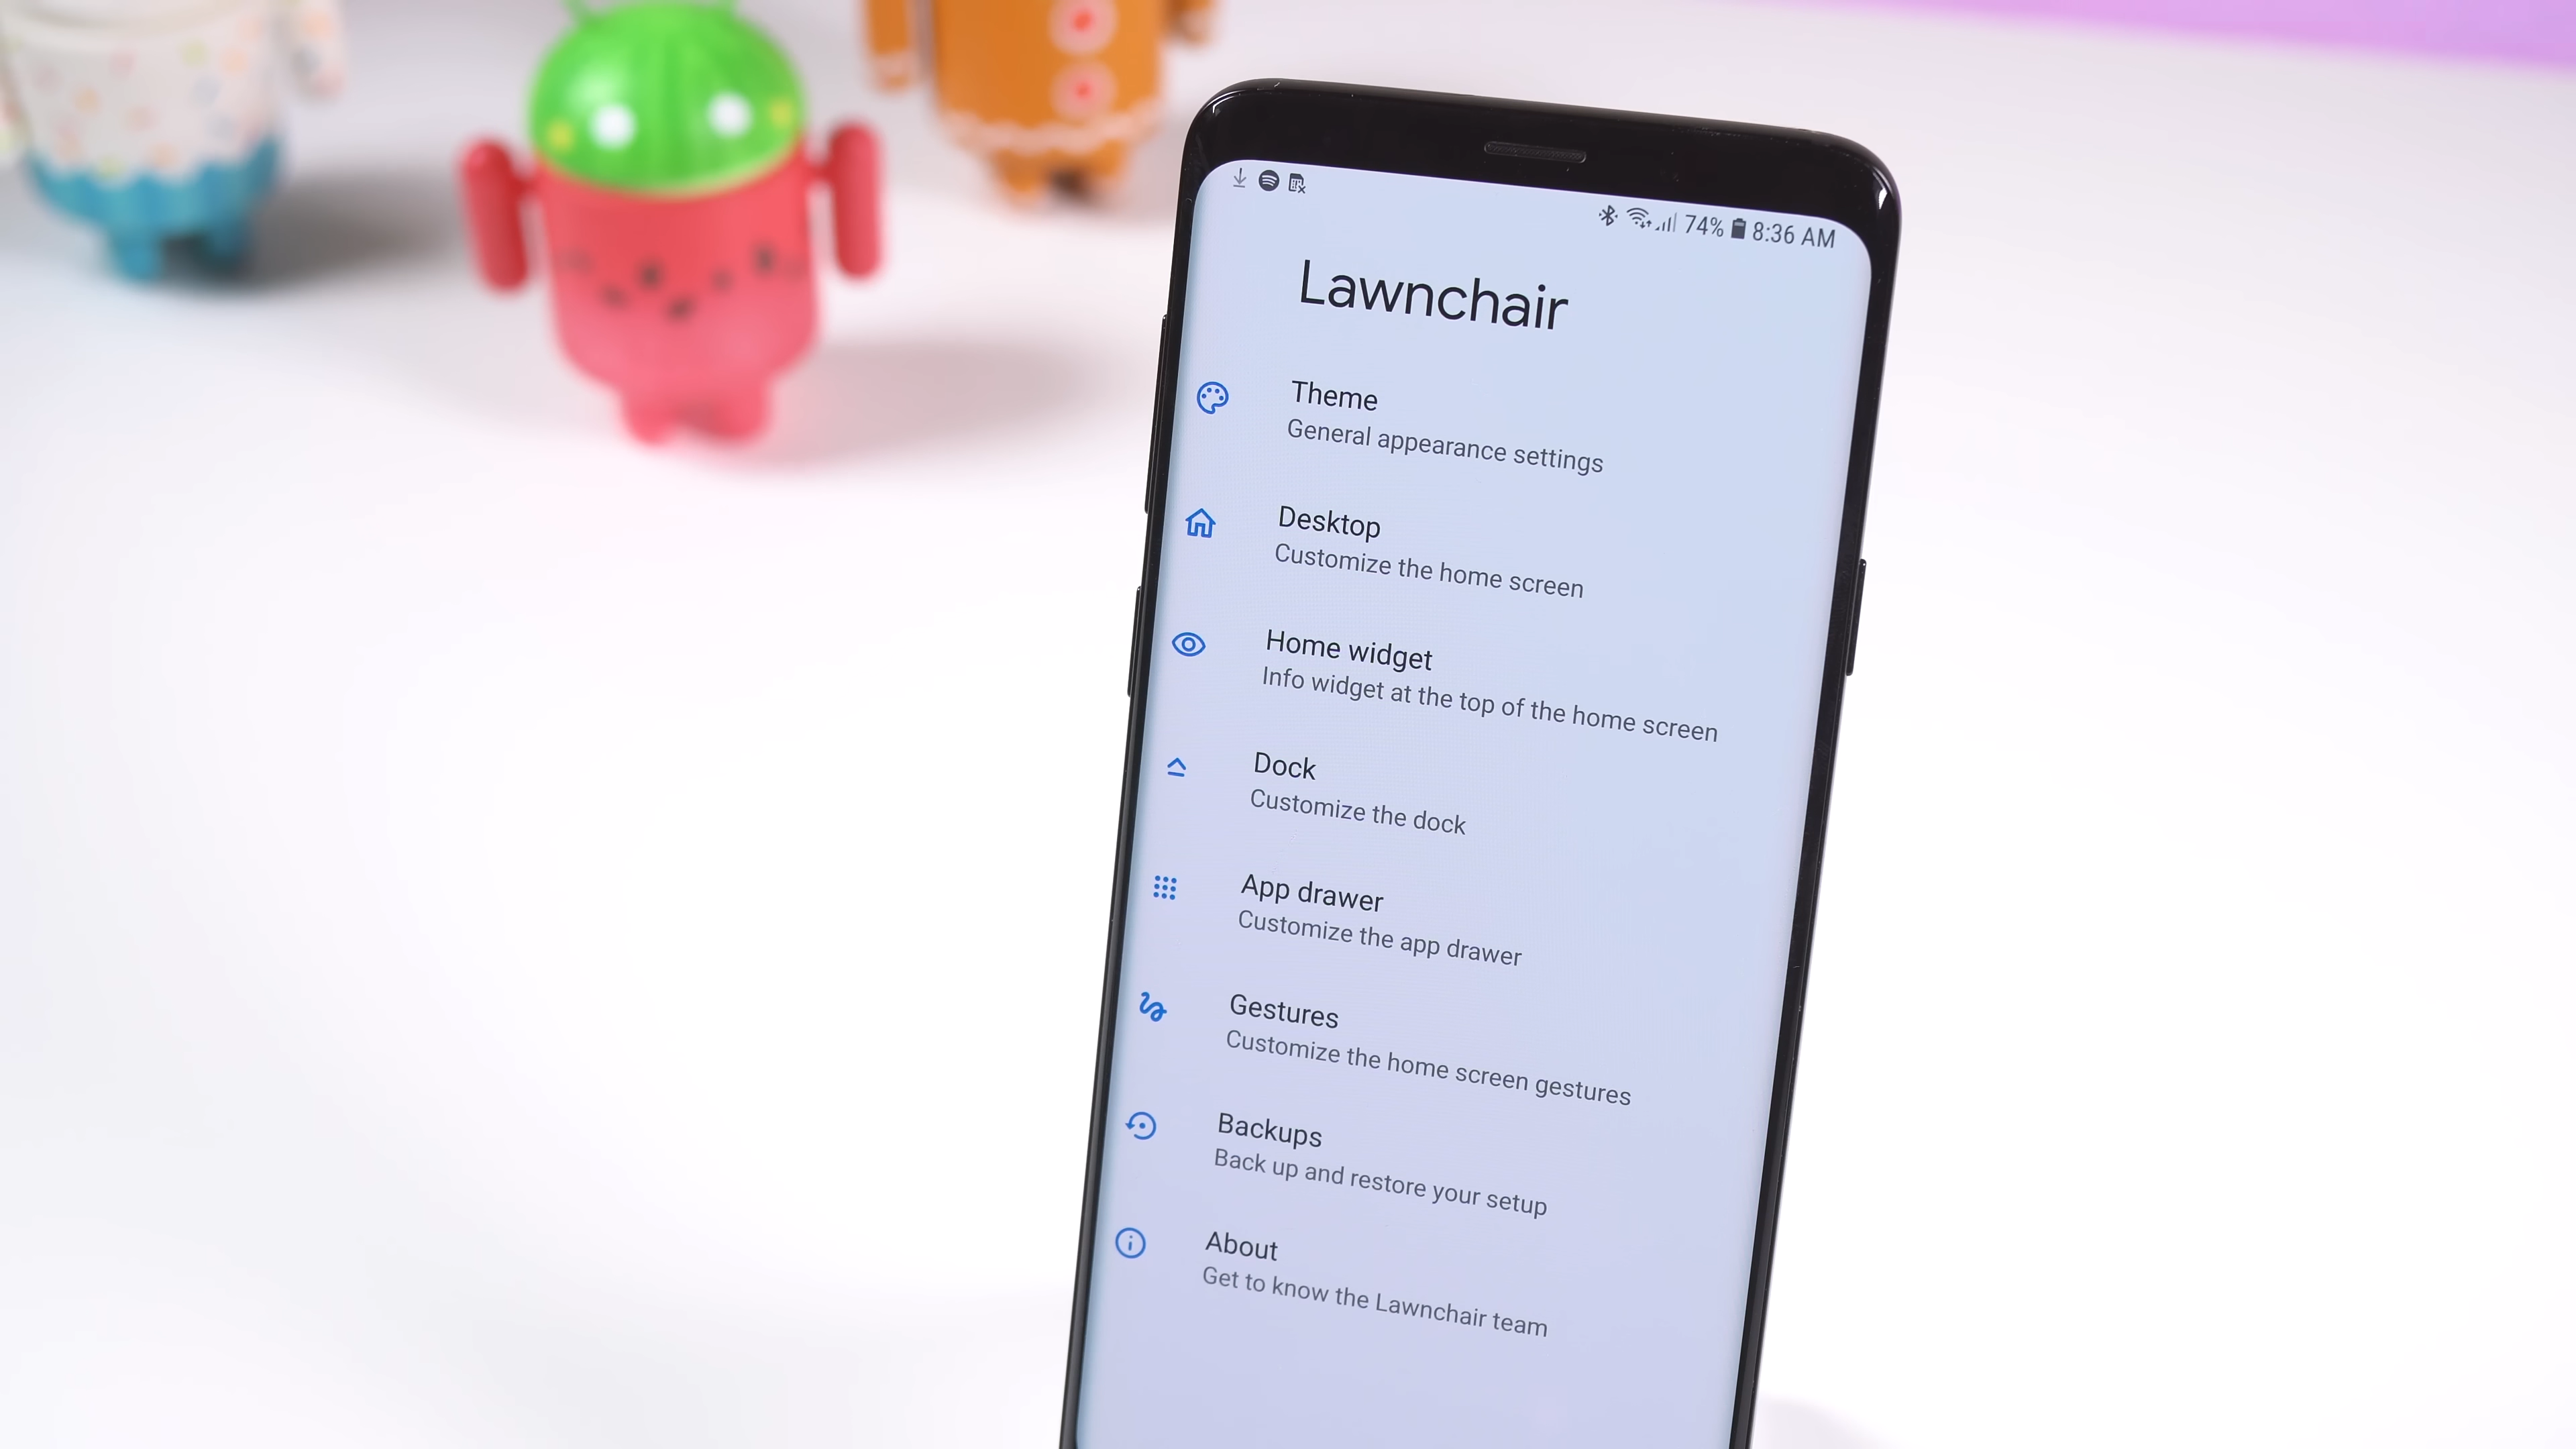 74% 8:36 AM
Lawnchair
Theme
General appearance settings
Desktop
Customize the home screen
Home widget
Info widget at the top of the home screen
Dock
Customize the dock
App drawer
Customize the app drawer
Gestures
Customize the home screen gestures
Backups
Back up and restore your setup
About
Get to know the Lawnchair team